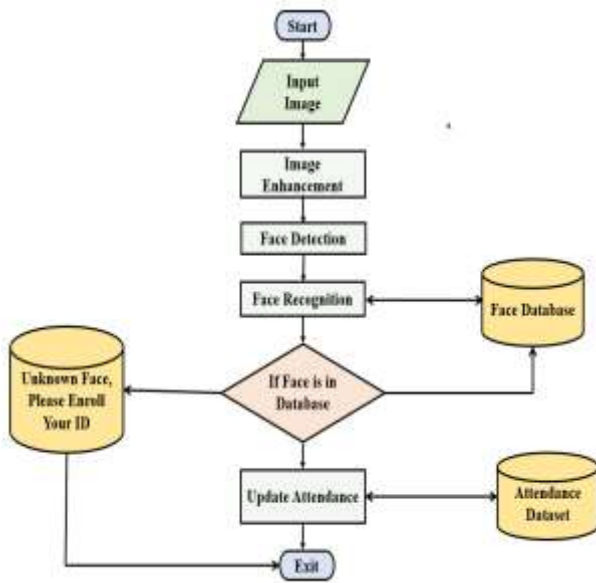 Start
Input
Image
Image
Enhancement
Face Detection
Face Recognition
Face Database
Unknown Face,
Please Enroll
Your ID
If Face is in
Database
Update Attendance
Attendance
Dataset
Exit